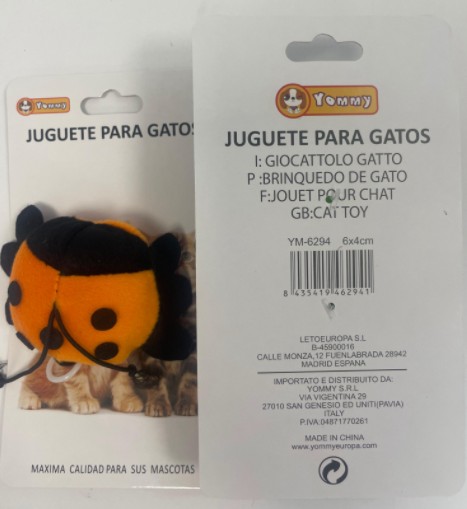 Yommy
JUGUETE PARA GATOS
MAXIMA CALIDAD PARA SUS MASCOTAS
Yommy
JUGUETE PARA GATOS
I: GIOCATTOLO GATTO
P :BRINQUEDO DE GATO
F:JOUET POUR CHAT
GB:CAT TOY
YM-6294 6x4cm
8 435419 462941
LETOEUROPA S.L
B-45900016
CALLE MONZA,12 FUENLABRADA 28942
MADRID ESPAÑA
IMPORTATO E DISTRIBUITO DA:
YOMMY S.R.L
VIA VIGENTINA 29
27010 SAN GENESIO ED UNITI(PAVIA)
ITALY
P.IVA:04871770261
MADE IN CHINA
www.yommyeu.com